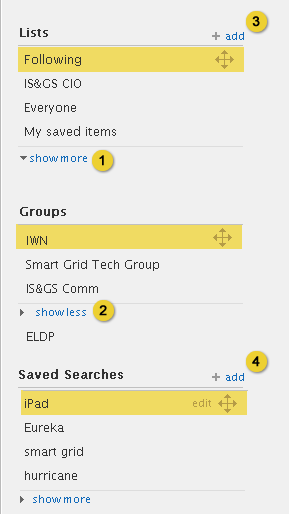 Lists + add 3
Following
IS&GS CIO
Everyone
My saved items
show more 1
Groups
IWN
Smart Grid Tech Group
IS&GS Comm
show less 2
ELDP
4
Saved Searches + add
iPad edit
Eureka
smart grid
hurricane
show more